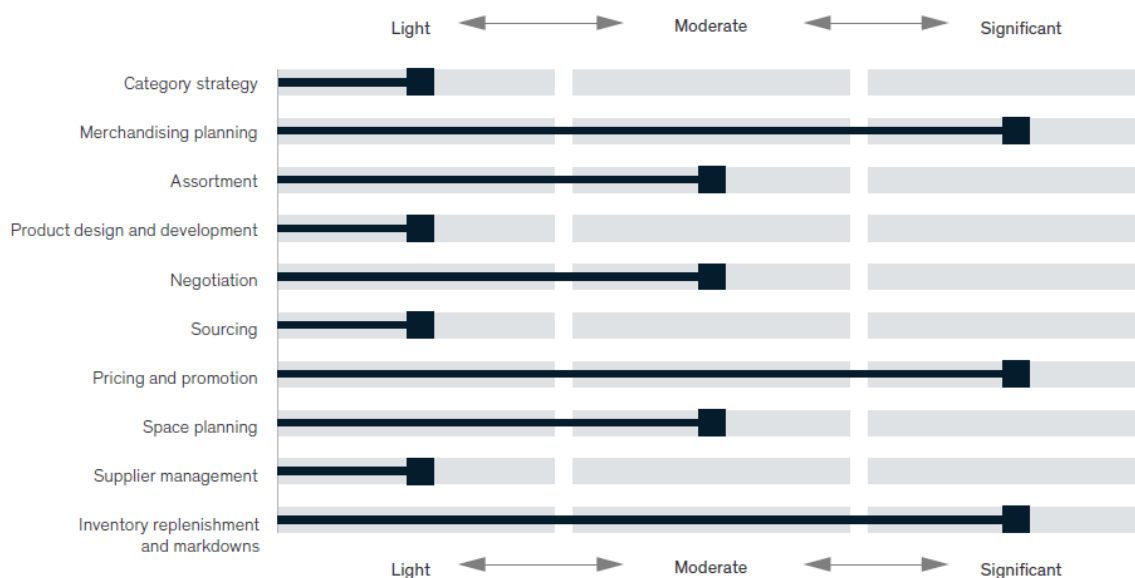 Light Moderate Significant
Category strategy
Merchandising planning
Assortment
Product design and development
Negotiation
Sourcing
Pricing and promotion
Space planning
Supplier management
Inventory replenishment
and markdowns
Light Moderate Significant